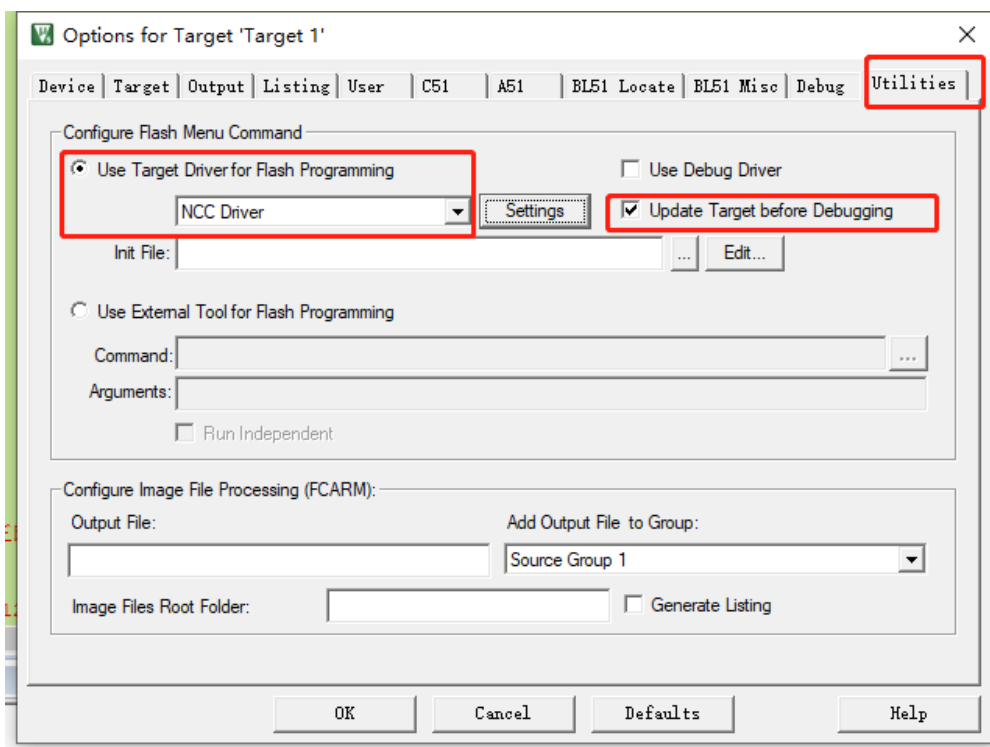 Options for Target 'Target 1'
Device Target Output Listing User C51 A51 BL51 Locate BL51 Misc Debug Utilities
Configure Flash Menu Command
Use Target Driver for Flash Programming Use Debug Driver
NCC Driver Settings Update Target before Debugging
Init File: ... Edit...
Use External Tool for Flash Programming
Command: ...
Arguments:
Run Independent
Configure Image File Processing (FCARM):
Output File: Add Output File to Group:
Source Group 1
Image Files Root Folder: Generate Listing
OK Cancel Defaults Help